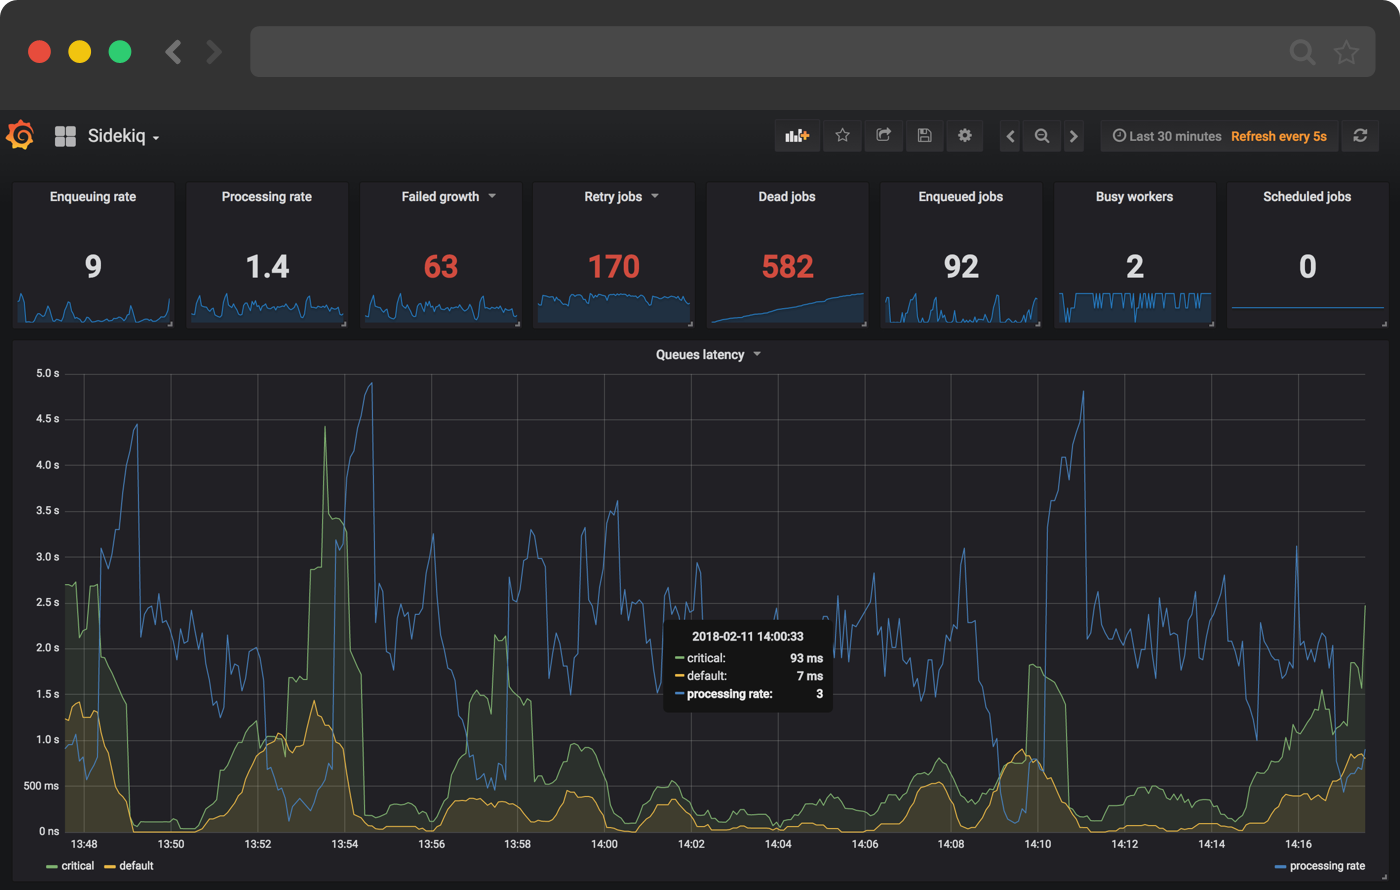 Sidekiq
Last 30 minutes Refresh every 5s
Enqueuing rate
9
Processing rate
1.4
Failed growth
63
Retry jobs
170
Dead jobs
582
Enqueued jobs
92
Busy workers
2
Scheduled jobs
0
Queues latency
5.0 s
4.5 s
4.0 s
3.5 s
3.0 s
2.5 s
2.0 s
1.5 s
1.0 s
500 ms
0 ns
2018-02-11 14:00:33
critical: 93 ms
default: 7 ms
processing rate: 3
13:48 13:50 13:52 13:54 13:56 13:58 14:00 14:02 14:04 14:06 14:08 14:10 14:12 14:14 14:16
critical default processing rate